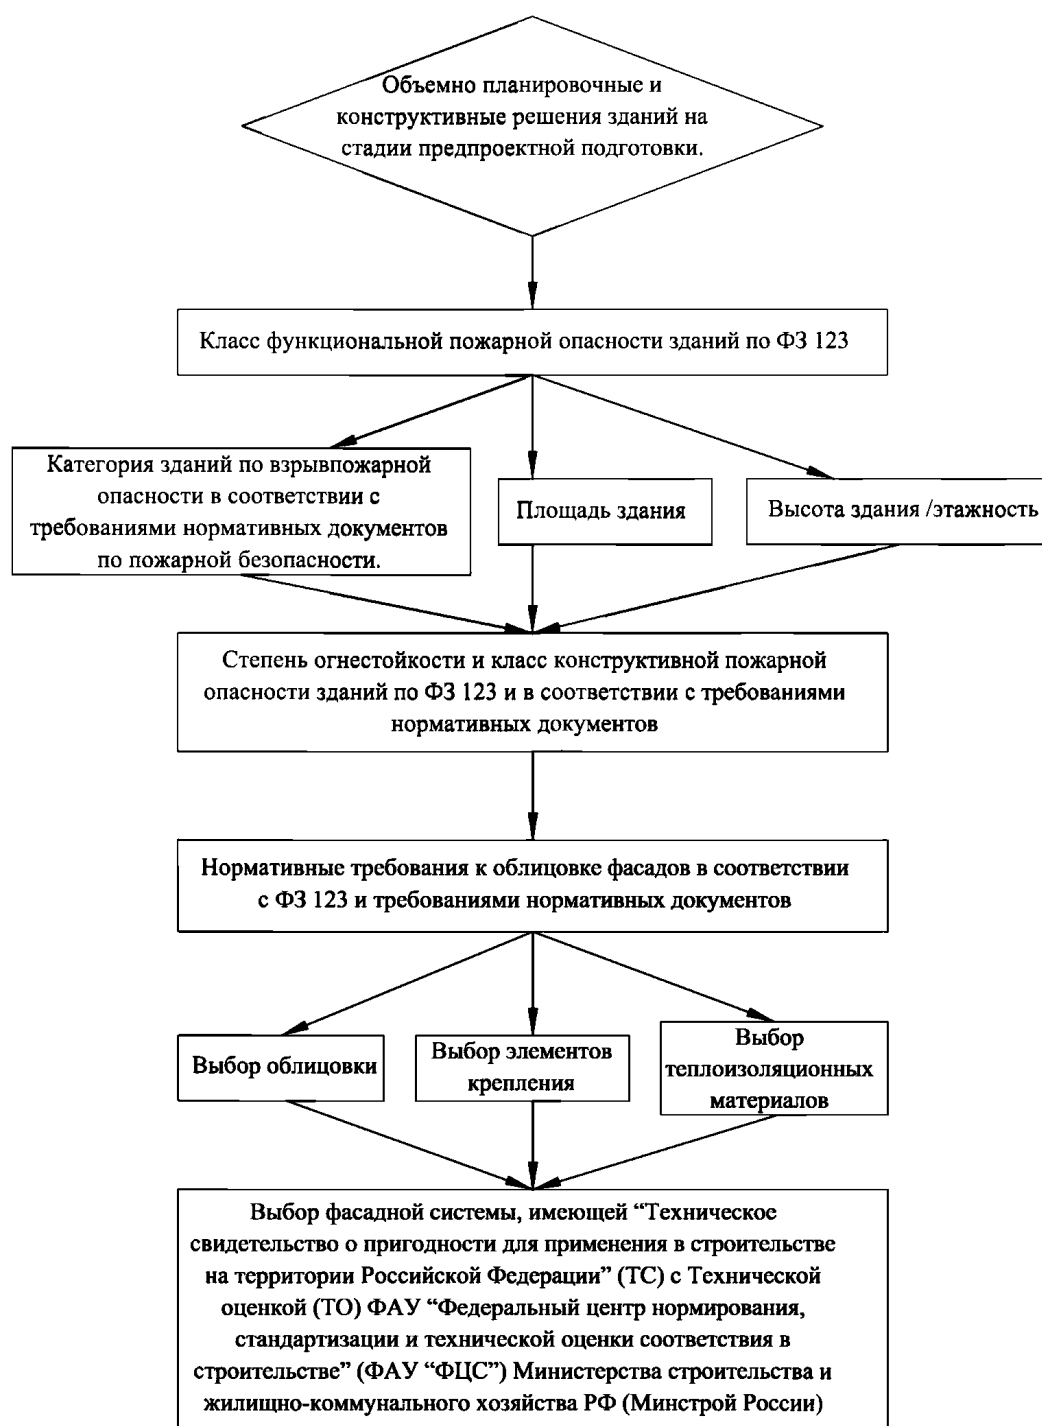 Объемно планировочные и
конструктивные решения зданий на
стадии предпроектной подготовки.
Класс функциональной пожарной опасности зданий по ФЗ 123
Категория зданий по взрывпожарной
опасности в соответствии с
требованиями нормативных документов
по пожарной безопасности.
Площадь здания
Высота здания /этажность
Степень огнестойкости и класс конструктивной пожарной
опасности зданий по ФЗ 123 и в соответствии с требованиями
нормативных документов
Нормативные требования к облицовке фасадов в соответствии
с ФЗ 123 и требованиями нормативных документов
Выбор облицовки
Выбор элементов
крепления
Выбор
теплоизоляционных
материалов
Выбор фасадной системы, имеющей “Техническое
свидетельство о пригодности для применения в строительстве
на территории Российской Федерации” (ТС) с Технической
оценкой (ТО) ФАУ “Федеральный центр нормирования,
стандартизации и технической оценки соответствия в
строительстве” (ФАУ “ФЦС”) Министерства строительства и
жилищно-коммунального хозяйства РФ (Минстрой России)